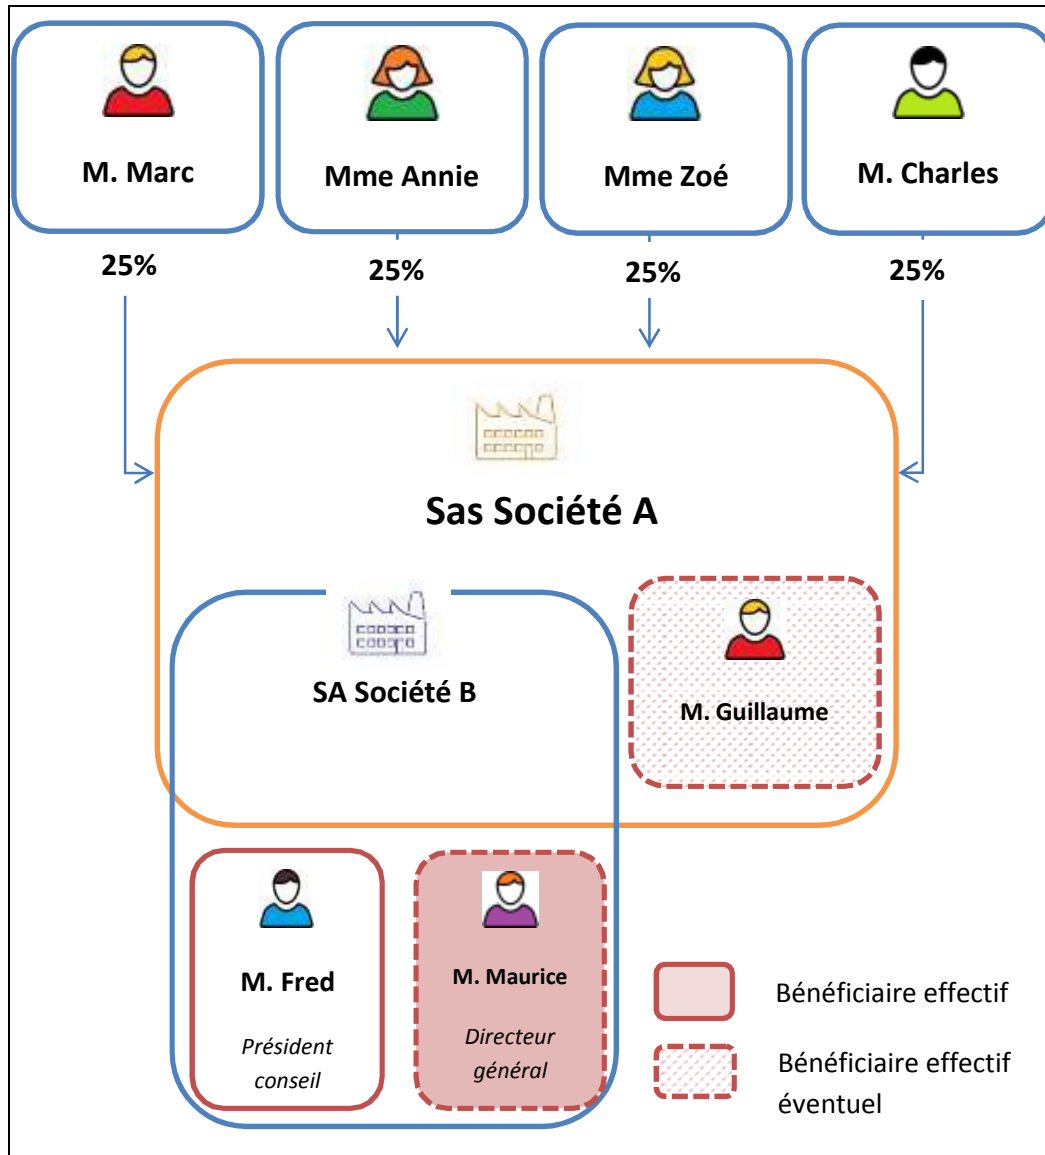 M. Marc
Mme Annie
Mme Zoé
M. Charles
25%
25%
25%
25%
Sas Société A
SA Société B
M. Guillaume
M. Fred
Président
conseil
M. Maurice
Directeur
général
Bénéficiaire effectif
Bénéficiaire effectif
éventuel